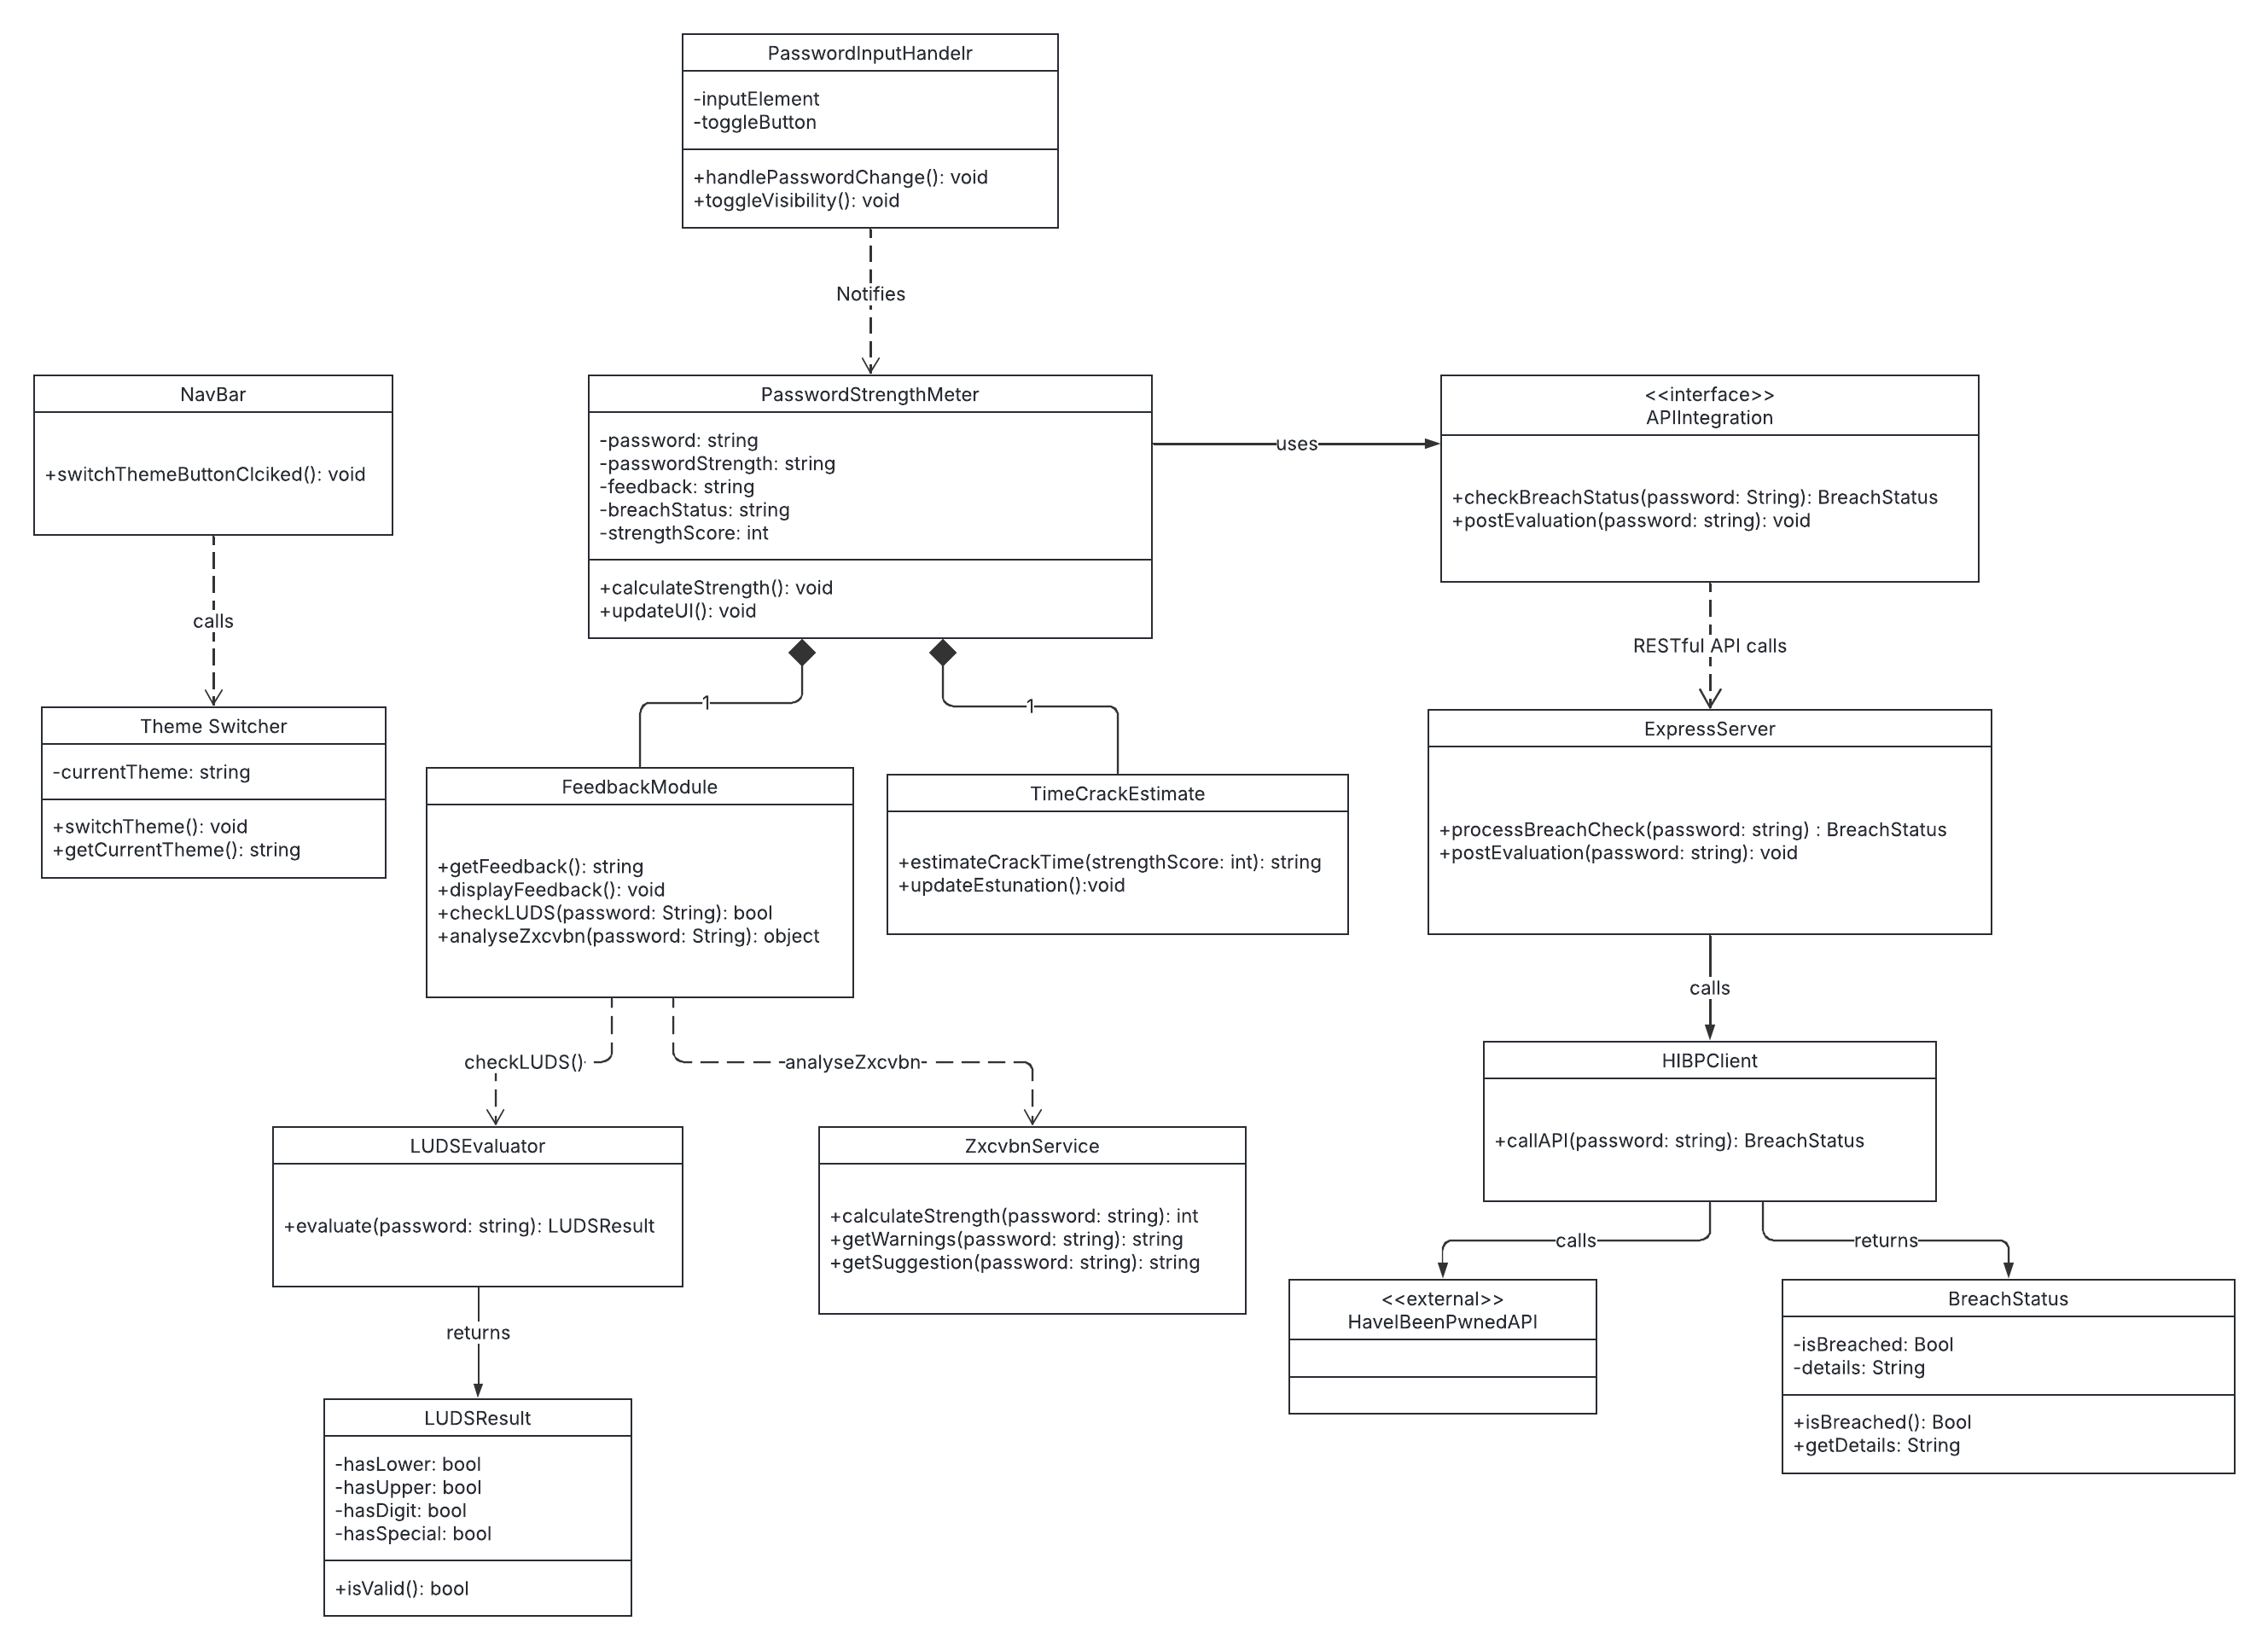 PasswordInputHandelr
-inputElement
-toggleButton
+handlePasswordChange(): void
+toggleVisibility(): void
Notifies
NavBar
+switchThemeButtonClciked(): void
calls
Theme Switcher
-currentTheme: string
+switchTheme(): void
+getCurrentTheme(): string
PasswordStrengthMeter
-password: string
-passwordStrength: string
-feedback: string
-breachStatus: string
-strengthScore: int
+calculateStrength(): void
+updateUI(): void
uses
<<interface>>
APIIntegration
+checkBreachStatus(password: String): BreachStatus
+postEvaluation(password: string): void
RESTful API calls
1
1
FeedbackModule
+getFeedback(): string
+displayFeedback(): void
+checkLUDS(password: String): bool
+analyseZxcvbn(password: String): object
TimeCrackEstimate
+estimateCrackTime(strengthScore: int): string
+updateEstunation():void
ExpressServer
+processBreachCheck(password: string) : BreachStatus
+postEvaluation(password: string): void
calls
checkLUDS()
analyseZxcvbn
LUDSEvaluator
+evaluate(password: string): LUDSResult
returns
LUDSResult
-hasLower: bool
-hasUpper: bool
-hasDigit: bool
-hasSpecial: bool
+isValid(): bool
ZxcvbnService
+calculateStrength(password: string): int
+getWarnings(password: string): string
+getSuggestion(password: string): string
HIBPClient
+callAPI(password: string): BreachStatus
calls
returns
<<external>>
HaveIBeenPwnedAPI
BreachStatus
-isBreached: Bool
-details: String
+isBreached(): Bool
+getDetails: String